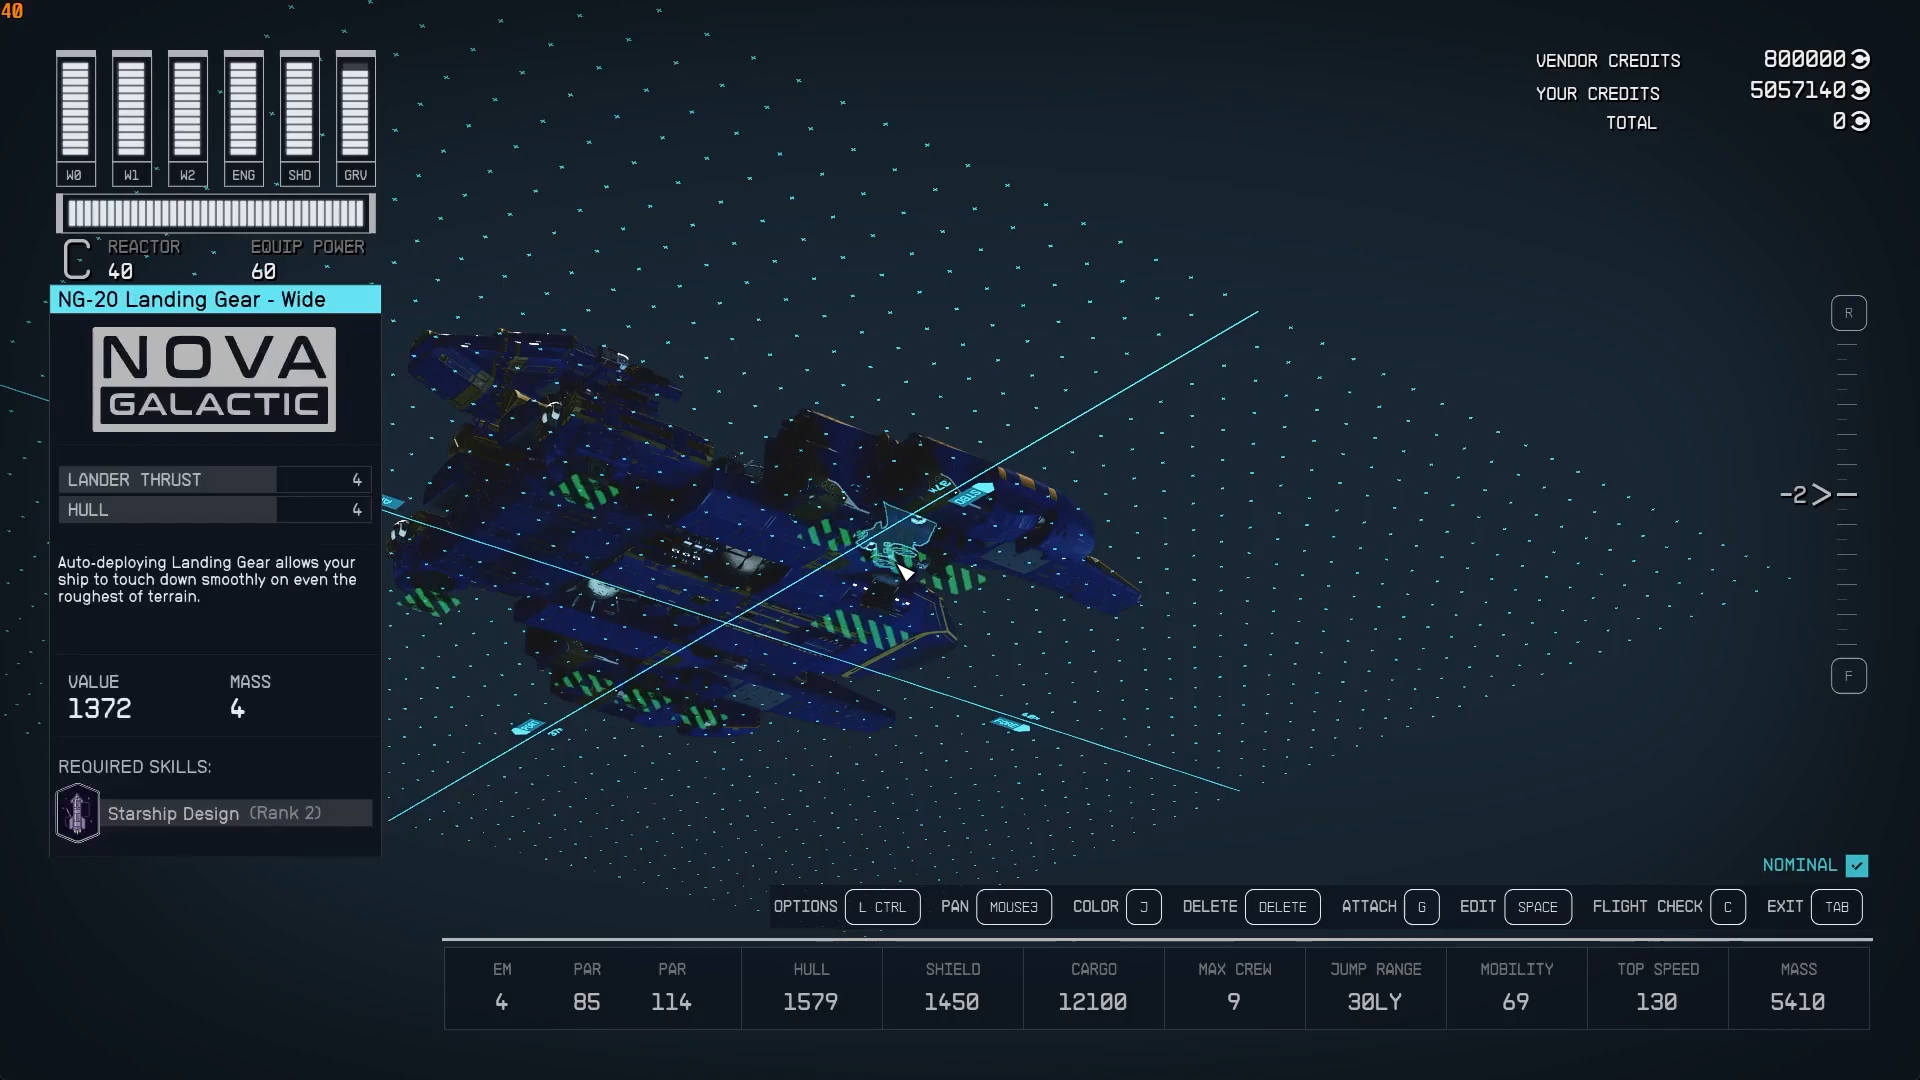 40
VENDOR CREDITS 800000
YOUR CREDITS 5057140
TOTAL 0
W0 W1 W2 ENG SHD GRV
C REACTOR 40 EQUIP POWER 60
NG-20 Landing Gear - Wide
NOVA
GALACTIC
LANDER THRUST 4
HULL 4
Auto-deploying Landing Gear allows your
ship to touch down smoothly on even the
roughest of terrain.
VALUE MASS
1372 4
REQUIRED SKILLS:
Starship Design (Rank 2)
R
-2
F
STBD
PORT
FORE
NOMINAL
OPTIONS L CTRL PAN MOUSE3 COLOR J DELETE DELETE ATTACH G EDIT SPACE FLIGHT CHECK C EXIT TAB
EM PAR PAR HULL SHIELD CARGO MAX CREW JUMP RANGE MOBILITY TOP SPEED MASS
4 85 114 1579 1450 12100 9 30LY 69 130 5410